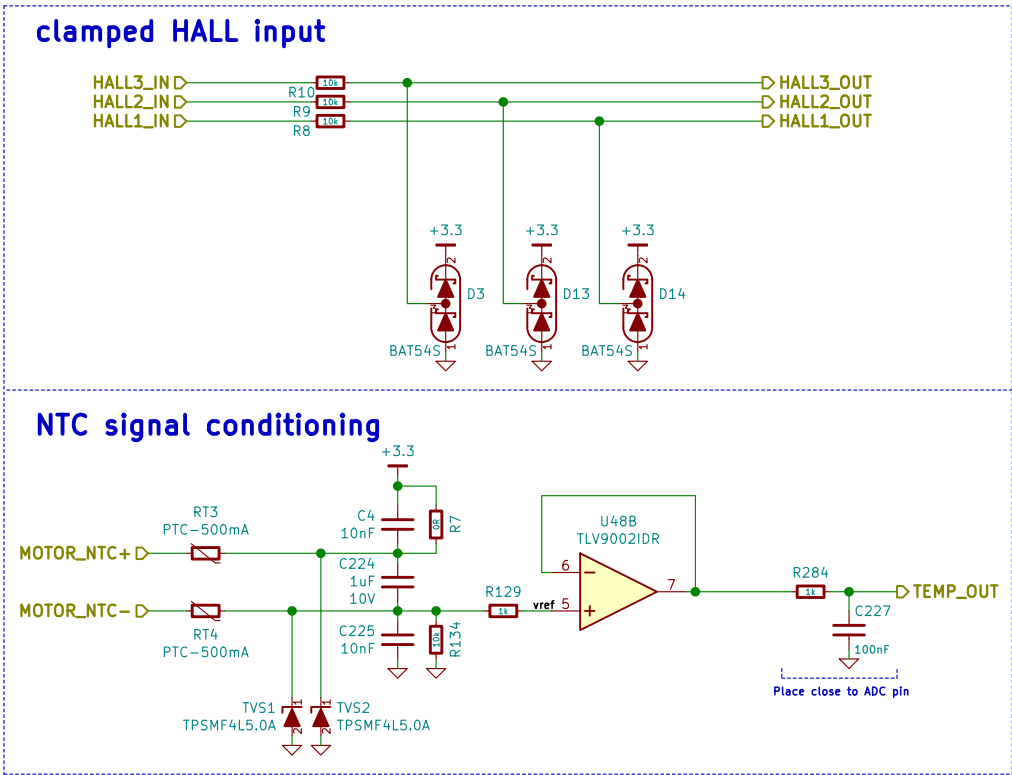 clamped HALL input
HALL3_IN 10k HALL3_OUT
R10
HALL2_IN 10k HALL2_OUT
R9
HALL1_IN 10k HALL1_OUT
R8
+3.3 +3.3 +3.3
2 2 2
D3 D13 D14
3 3 3
BAT54S 1 BAT54S 1 BAT54S 1
NTC signal conditioning
+3.3
RT3
PTC-500mA
C4
10nF
0R R7
U48B
TLV9002IDR
MOTOR_NTC+
C224
1uF
10V
6
7
R284
10k
1k
TEMP_OUT
R129
1k
vref 5
MOTOR_NTC-
RT4
PTC-500mA
C225
10nF
R134
C227
100nF
Place close to ADC pin
TVS1 1
TPSMF4L5.0A 2
1 TVS2
2 TPSMF4L5.0A